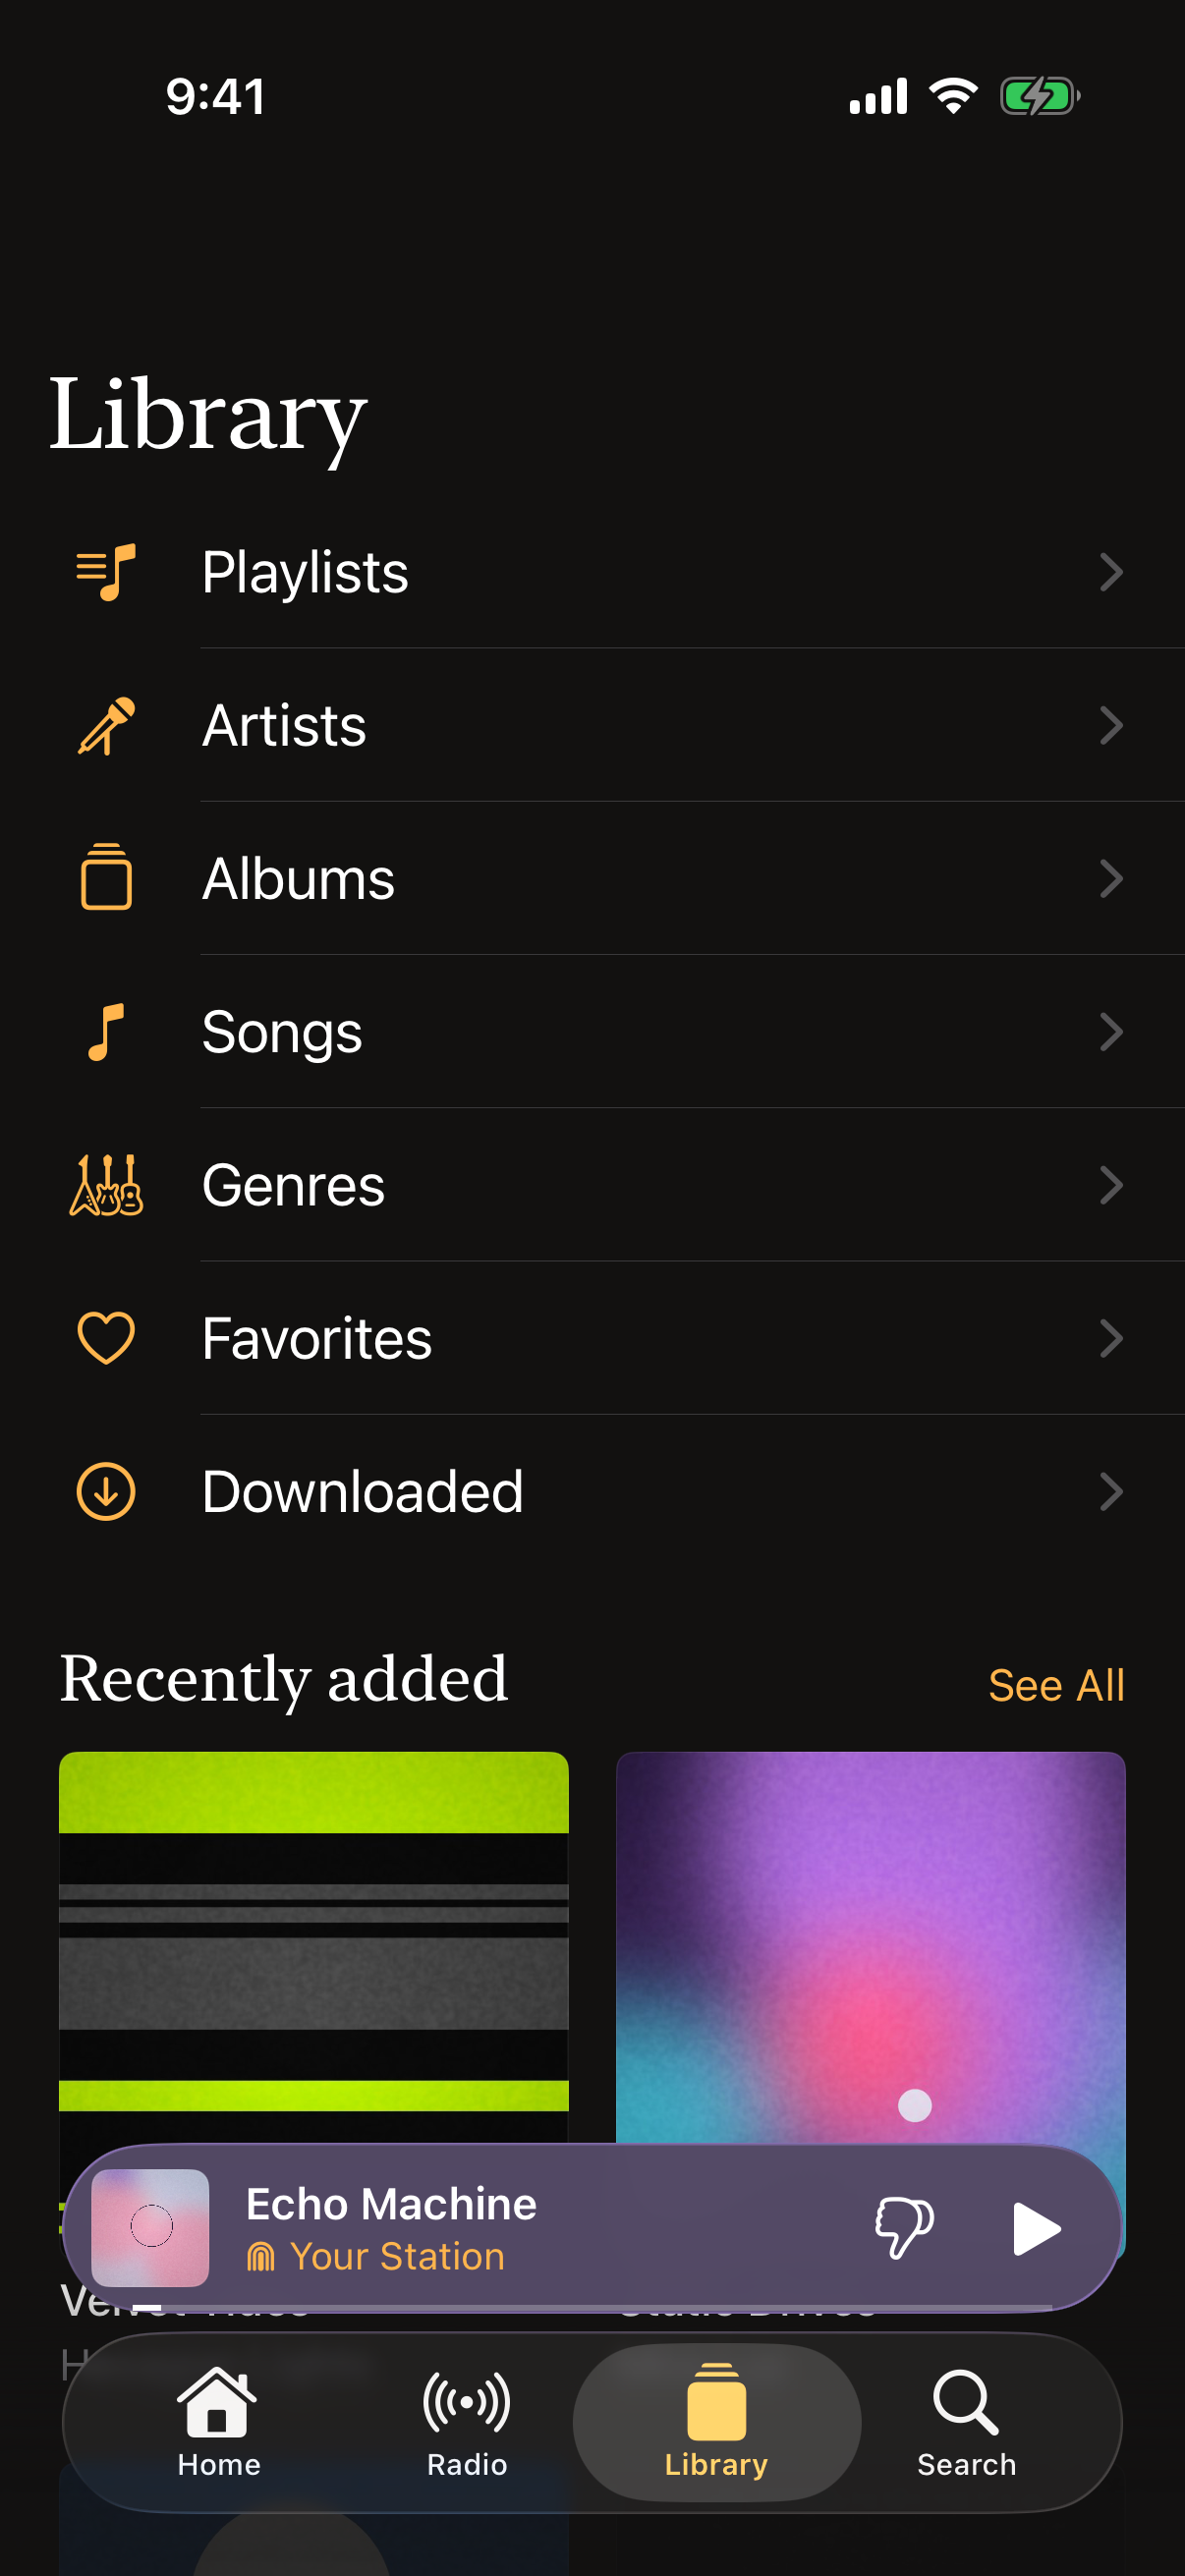 9:41
Library
Playlists
Artists
Albums
Songs
Genres
Favorites
Downloaded
Recently added
See All
Echo Machine
Your Station
Home
Radio
Library
Search